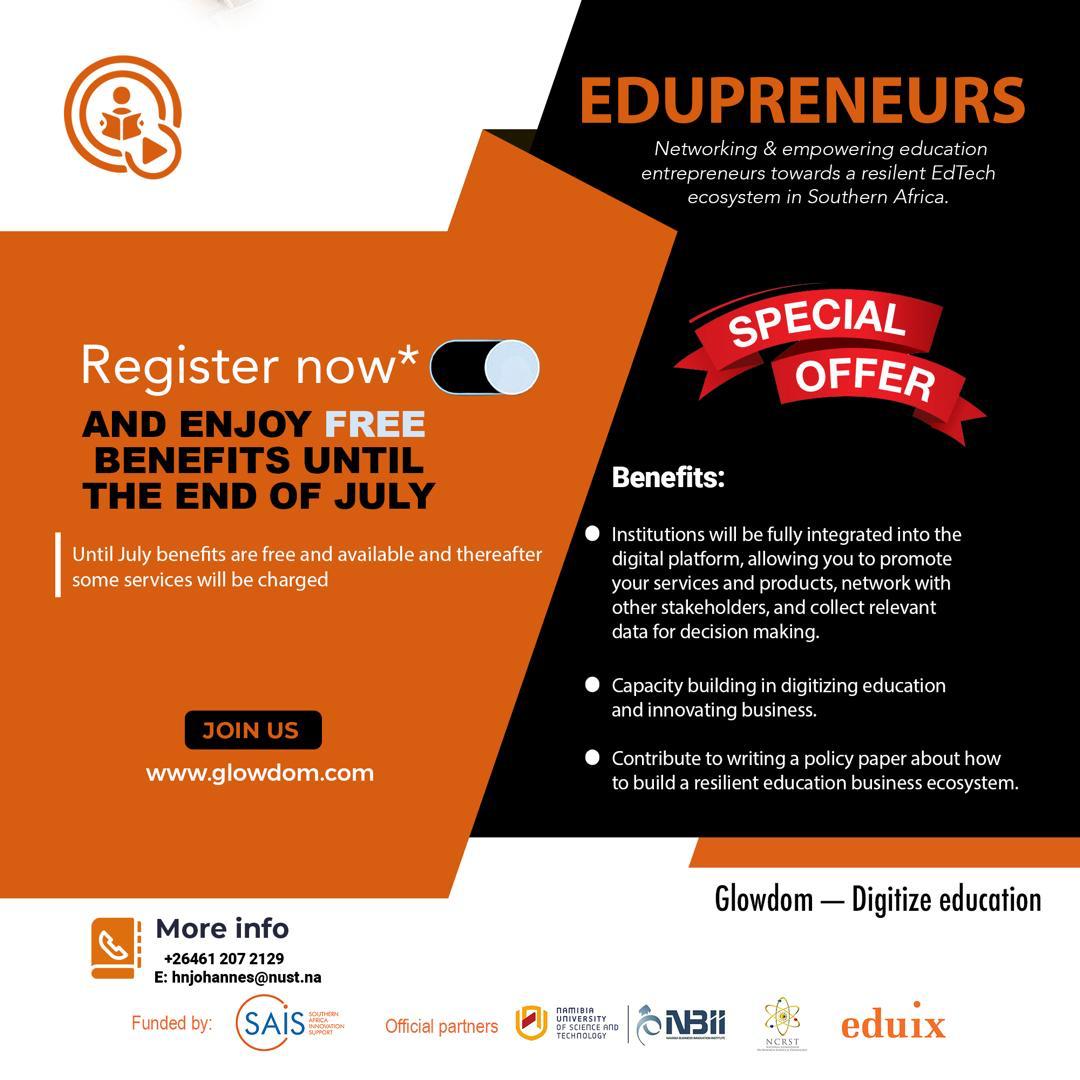 EDUPRENEURS
Networking & empowering education
entrepreneurs towards a resilent EdTech
ecosystem in Southern Africa.
SPECIAL
OFFER
Register now*
AND ENJOY FREE
BENEFITS UNTIL
THE END OF JULY
Until July benefits are free and available and thereafter
some services will be charged
JOIN US
www.glowdom.com
Benefits:
Institutions will be fully integrated into the
digital platform, allowing you to promote
your services and products, network with
other stakeholders, and collect relevant
data for decision making.
Capacity building in digitizing education
and innovating business.
Contribute to writing a policy paper about how
to build a resilient education business ecosystem.
Glowdom — Digitize education
More info
+26461 207 2129
E: hnjohannes@nust.na
Funded by:
SAIS
SOUTHERN
AFRICA
INNOVATION
SUPPORT
Official partners
NAMIBIA
UNIVERSITY
OF SCIENCE AND
TECHNOLOGY
NBII
NAMIBIA BUSINESS INNOVATION INSTITUTE
NCRST
eduix